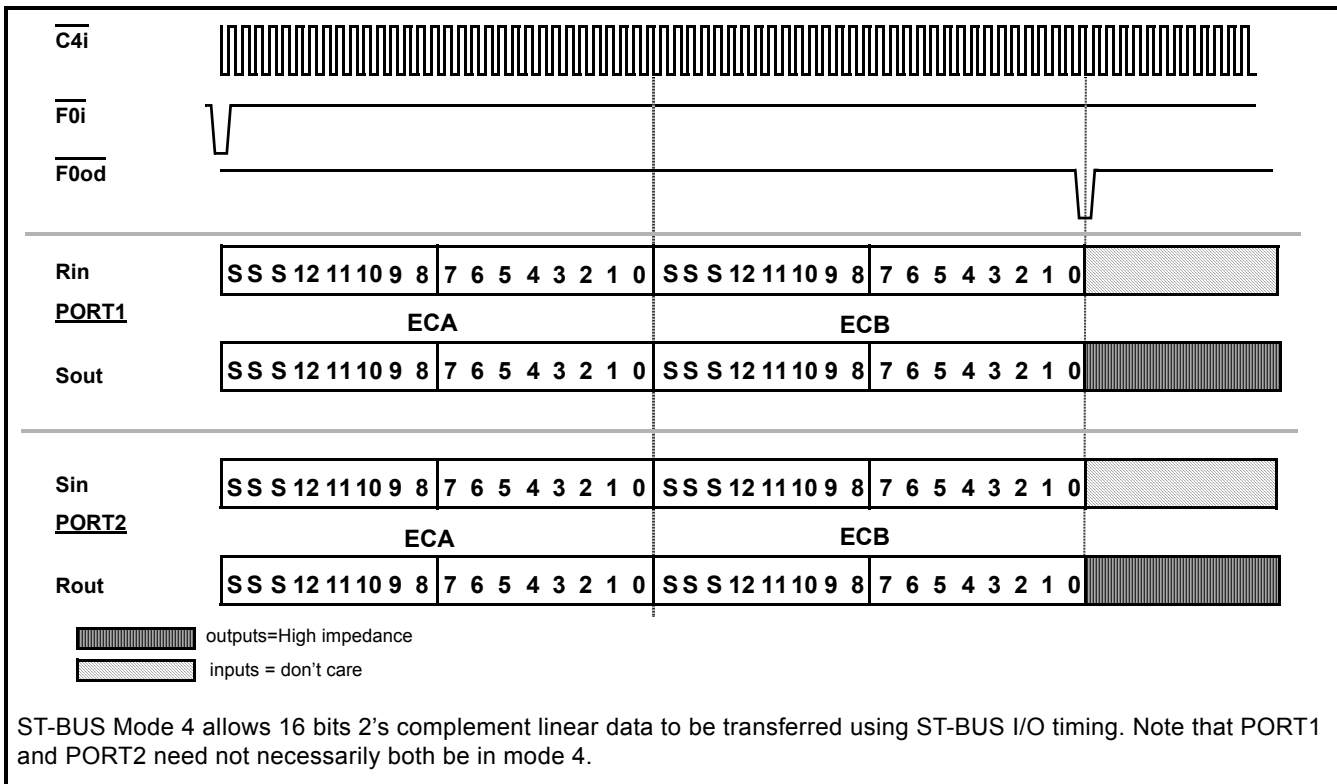 C4i
F0i
F0od
Rin
S S S 12 11 10 9 8 7 6 5 4 3 2 1 0 S S S 12 11 10 9 8 7 6 5 4 3 2 1 0
PORT1
ECA ECB
Sout
S S S 12 11 10 9 8 7 6 5 4 3 2 1 0 S S S 12 11 10 9 8 7 6 5 4 3 2 1 0
Sin
S S S 12 11 10 9 8 7 6 5 4 3 2 1 0 S S S 12 11 10 9 8 7 6 5 4 3 2 1 0
PORT2
ECA ECB
Rout
S S S 12 11 10 9 8 7 6 5 4 3 2 1 0 S S S 12 11 10 9 8 7 6 5 4 3 2 1 0
outputs=High impedance
inputs = don't care
ST-BUS Mode 4 allows 16 bits 2's complement linear data to be transferred using ST-BUS I/O timing. Note that PORT1
and PORT2 need not necessarily both be in mode 4.